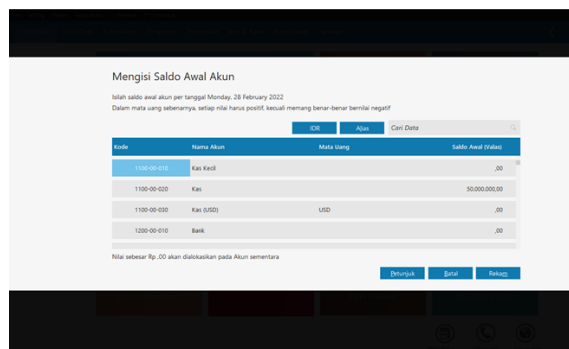 Mengisi Saldo Awal Akun
Isilah saldo awal akun per tanggal Monday, 28 February 2022
Dalam mata uang sebenarnya, setiap nilai harus positif, kecuali memang benar-benar bernilai negatif
IDR Alias Cari Data
Kode Nama Akun Mata Uang Saldo Awal (Valas)
1100-00-010 Kas Kecil ,00
1100-00-020 Kas 50.000.000,00
1100-00-030 Kas (USD) USD ,00
1200-00-010 Bank ,00
Nilai sebesar Rp ,00 akan dialokasikan pada Akun sementara
Petunjuk Batal Rekam